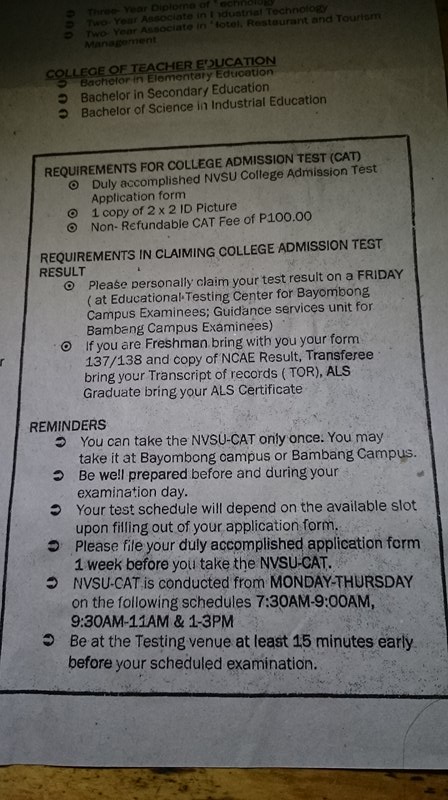 Three- Year Diploma of Technology
Two- Year Associate in Industrial Technology
Two- Year Associate in Hotel, Restaurant and Tourism
Management
COLLEGE OF TEACHER EDUCATION
Bachelor in Elementary Education
Bachelor in Secondary Education
Bachelor of Science in Industrial Education
REQUIREMENTS FOR COLLEGE ADMISSION TEST (CAT)
Duly accomplished NVSU College Admission Test
Application form
1 copy of 2 x 2 ID Picture
Non- Refundable CAT Fee of P100.00
REQUIREMENTS IN CLAIMING COLLEGE ADMISSION TEST
RESULT
Please personally claim your test result on a FRIDAY
( at Educational Testing Center for Bayombong
Campus Examinees; Guidance services unit for
Bambang Campus Examinees)
If you are Freshman bring with you your form
137/138 and copy of NCAE Result, Transferee
bring your Transcript of records ( TOR), ALS
Graduate bring your ALS Certificate
REMINDERS
You can take the NVSU-CAT only once. You may
take it at Bayombong campus or Bambang Campus.
Be well prepared before and during your
examination day.
Your test schedule will depend on the available slot
upon filling out of your application form.
Please file your duly accomplished application form
1 week before you take the NVSU-CAT.
NVSU-CAT is conducted from MONDAY-THURSDAY
on the following schedules 7:30AM-9:00AM,
9:30AM-11AM & 1-3PM
Be at the Testing venue at least 15 minutes early
before your scheduled examination.